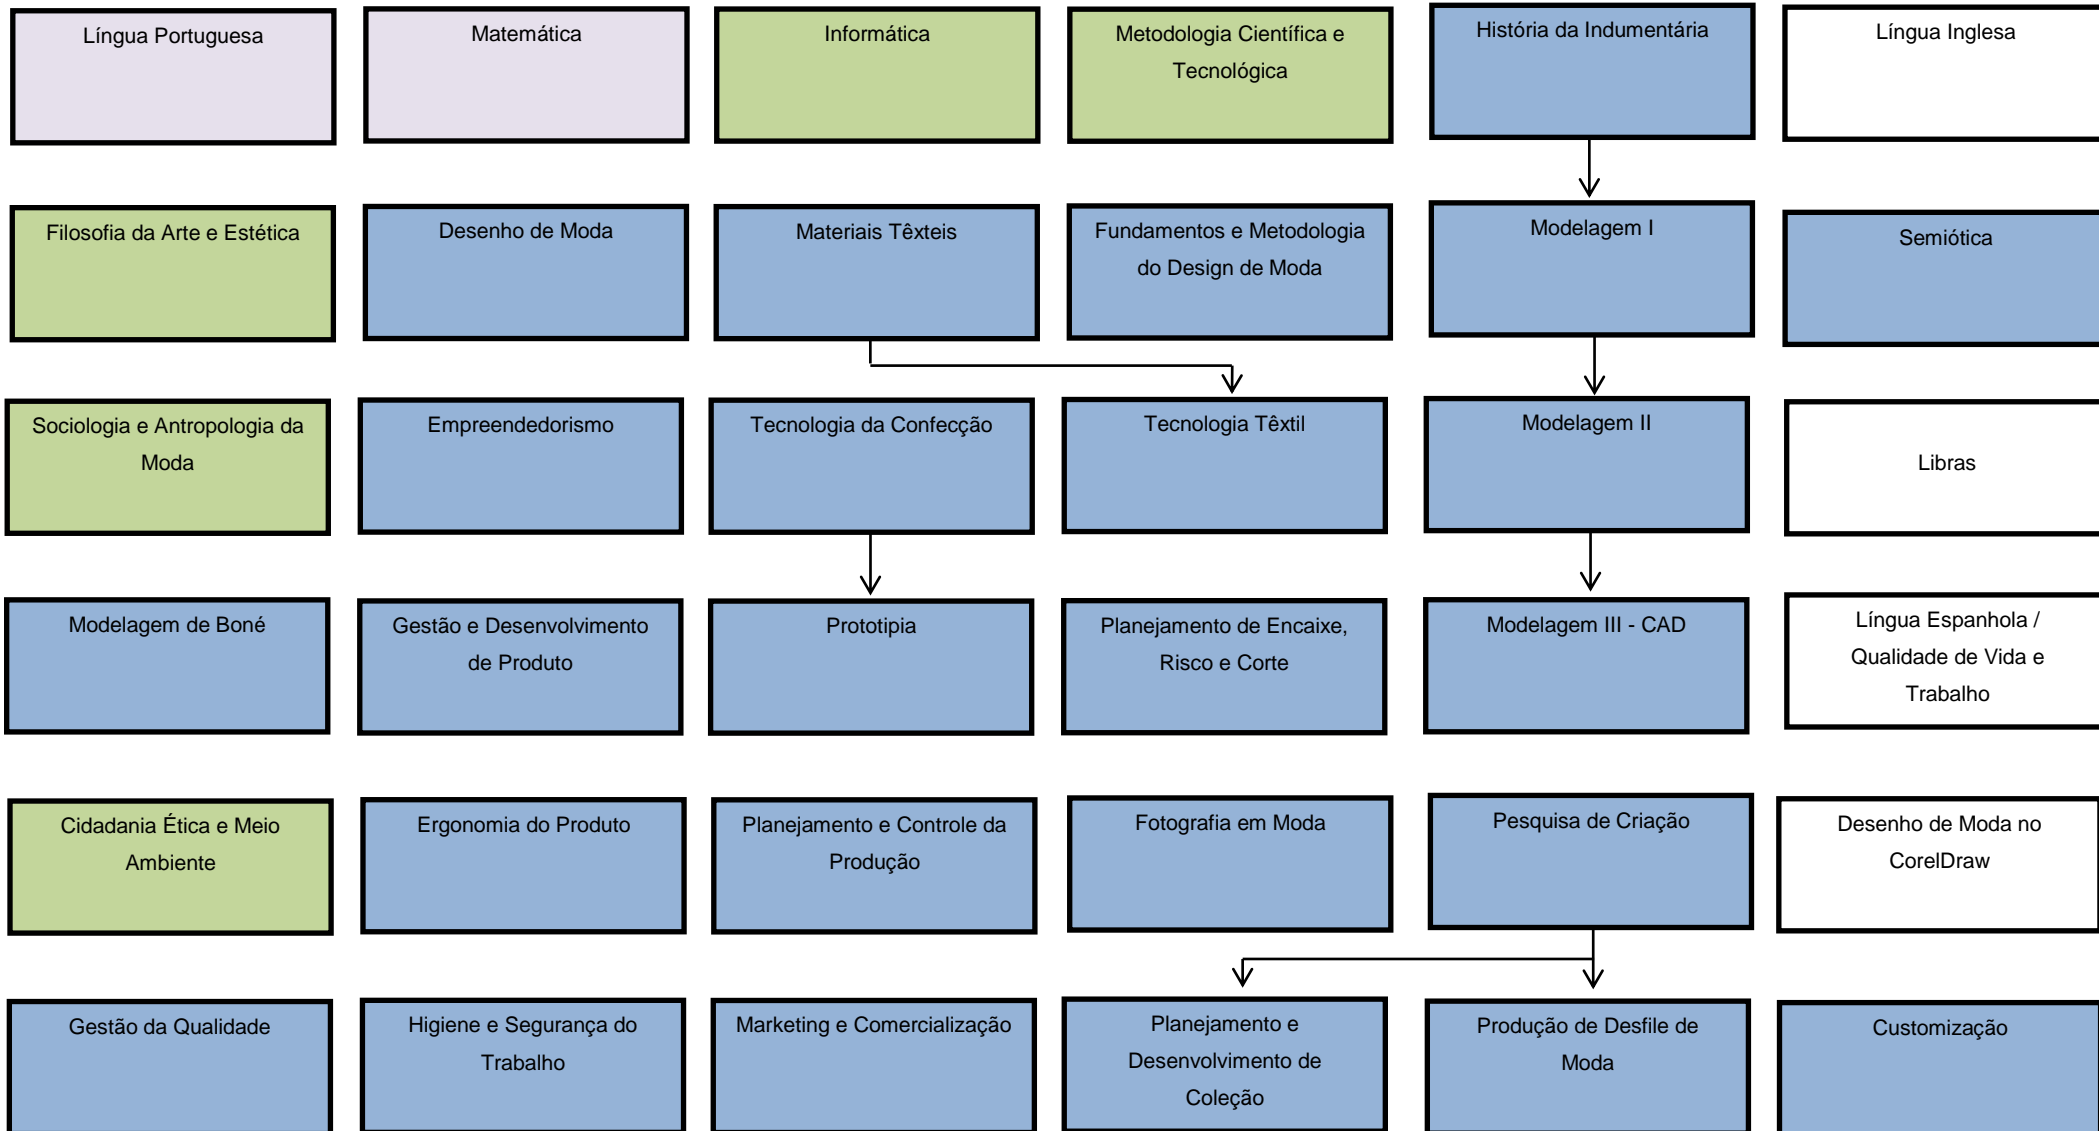 Língua Portuguesa
Matemática
Informática
Metodologia Científica e
Tecnológica
História da Indumentária
Língua Inglesa
Filosofia da Arte e Estética
Desenho de Moda
Materiais Têxteis
Fundamentos e Metodologia
do Design de Moda
Modelagem I
Semiótica
Sociologia e Antropologia da
Moda
Empreendedorismo
Tecnologia da Confecção
Tecnologia Têxtil
Modelagem II
Libras
Modelagem de Boné
Gestão e Desenvolvimento
de Produto
Prototipia
Planejamento de Encaixe,
Risco e Corte
Modelagem III - CAD
Língua Espanhola /
Qualidade de Vida e
Trabalho
Cidadania Ética e Meio
Ambiente
Ergonomia do Produto
Planejamento e Controle da
Produção
Fotografia em Moda
Pesquisa de Criação
Desenho de Moda no
CorelDraw
Gestão da Qualidade
Higiene e Segurança do
Trabalho
Marketing e Comercialização
Planejamento e
Desenvolvimento de
Coleção
Produção de Desfile de
Moda
Customização